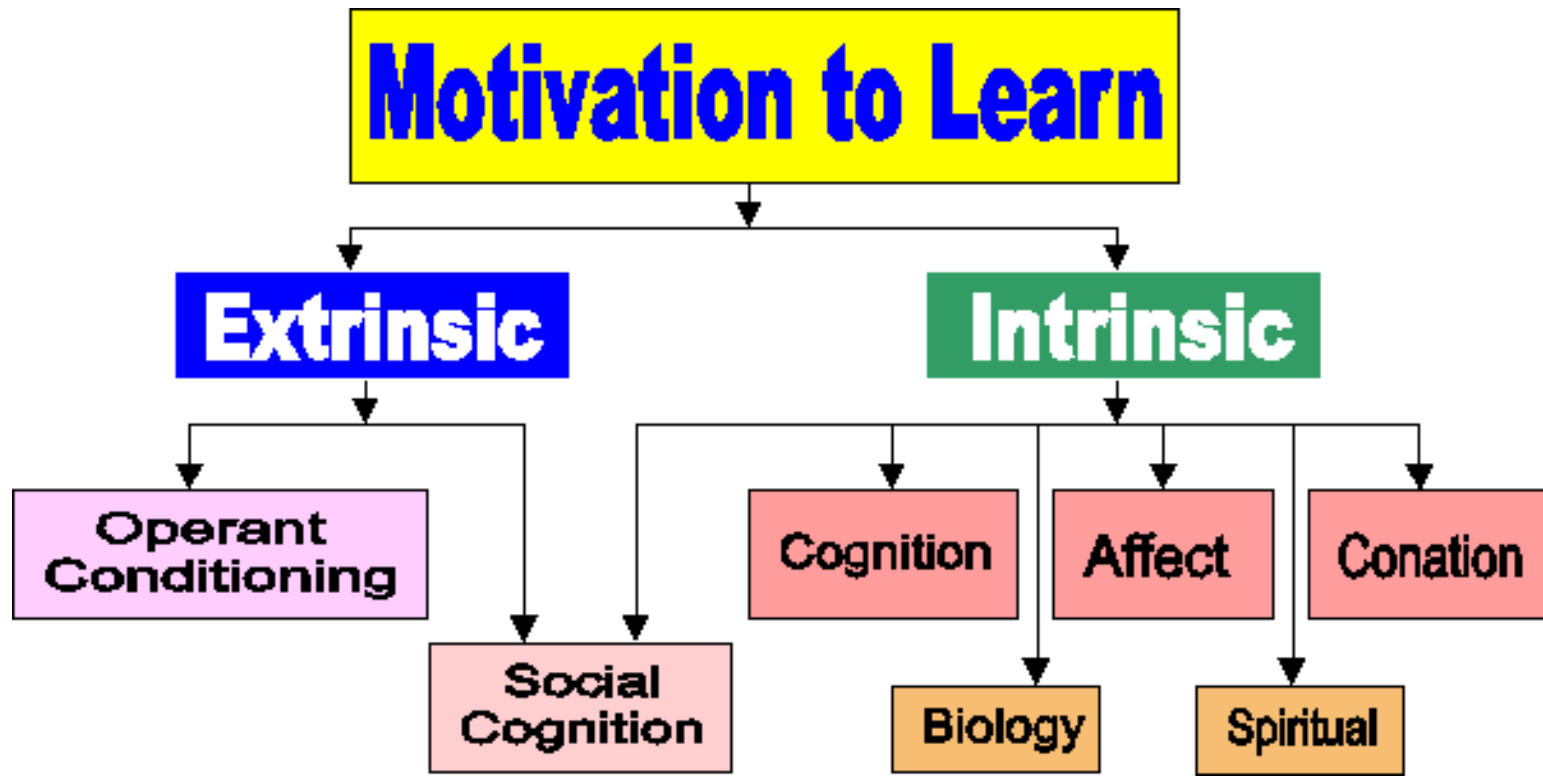 Motivation to Learn
Extrinsic
Intrinsic
Operant
Conditioning
Cognition
Affect
Conation
Social
Cognition
Biology
Spiritual